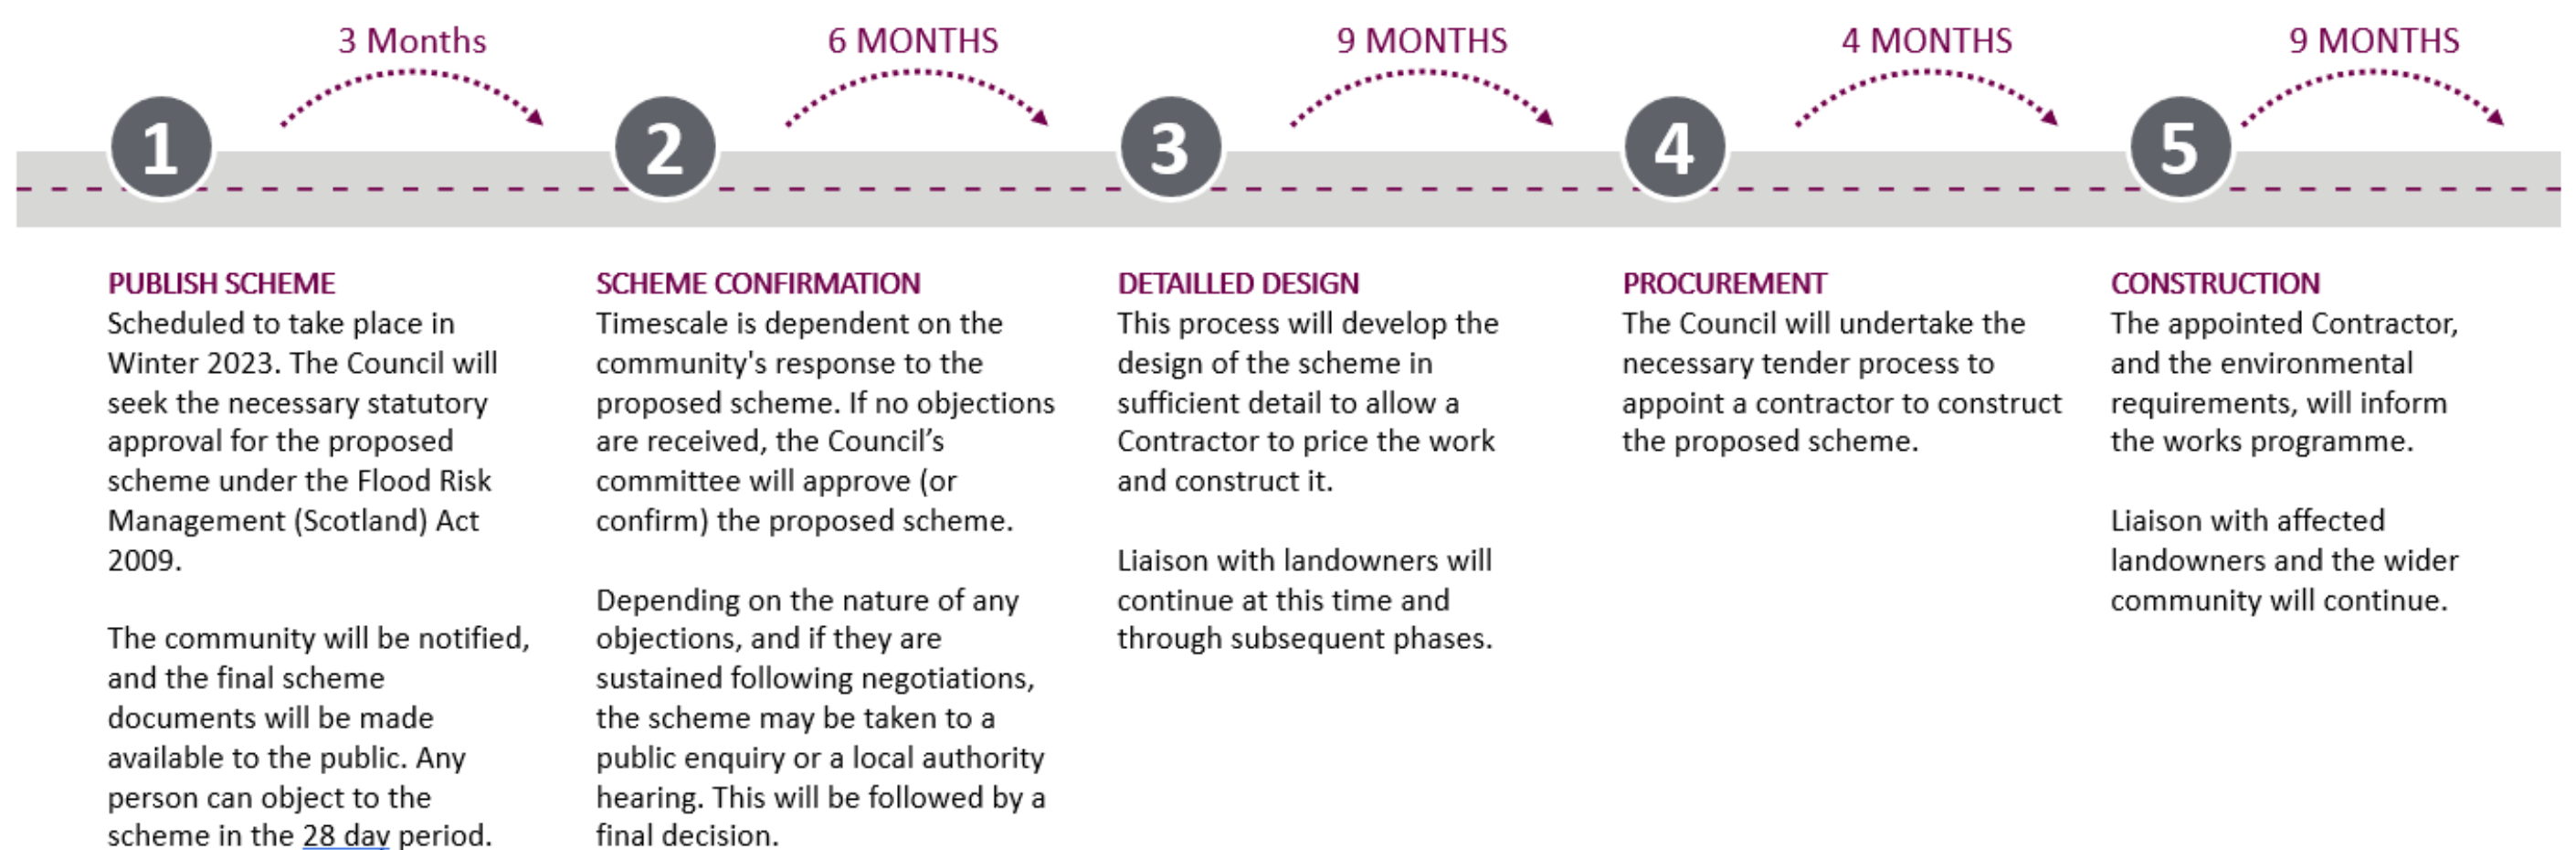 3 Months
6 MONTHS
9 MONTHS
4 MONTHS
9 MONTHS
1
2
3
4
5
PUBLISH SCHEME
Scheduled to take place in
Winter 2023. The Council will
seek the necessary statutory
approval for the proposed
scheme under the Flood Risk
Management (Scotland) Act
2009.
The community will be notified,
and the final scheme
documents will be made
available to the public. Any
person can object to the
scheme in the 28 day period.
SCHEME CONFIRMATION
Timescale is dependent on the
community's response to the
proposed scheme. If no objections
are received, the Council’s
committee will approve (or
confirm) the proposed scheme.
Depending on the nature of any
objections, and if they are
sustained following negotiations,
the scheme may be taken to a
public enquiry or a local authority
hearing. This will be followed by a
final decision.
DETAILLED DESIGN
This process will develop the
design of the scheme in
sufficient detail to allow a
Contractor to price the work
and construct it.
Liaison with landowners will
continue at this time and
through subsequent phases.
PROCUREMENT
The Council will undertake the
necessary tender process to
appoint a contractor to construct
the proposed scheme.
CONSTRUCTION
The appointed Contractor,
and the environmental
requirements, will inform
the works programme.
Liaison with affected
landowners and the wider
community will continue.